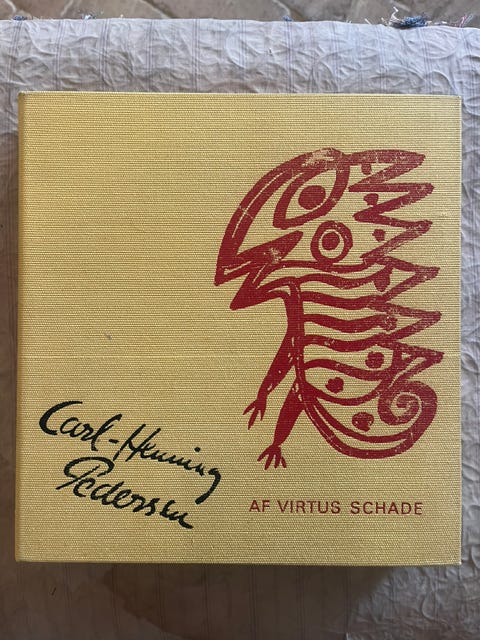 Carl-Henning
Pedersen
AF VIRTUS SCHADE